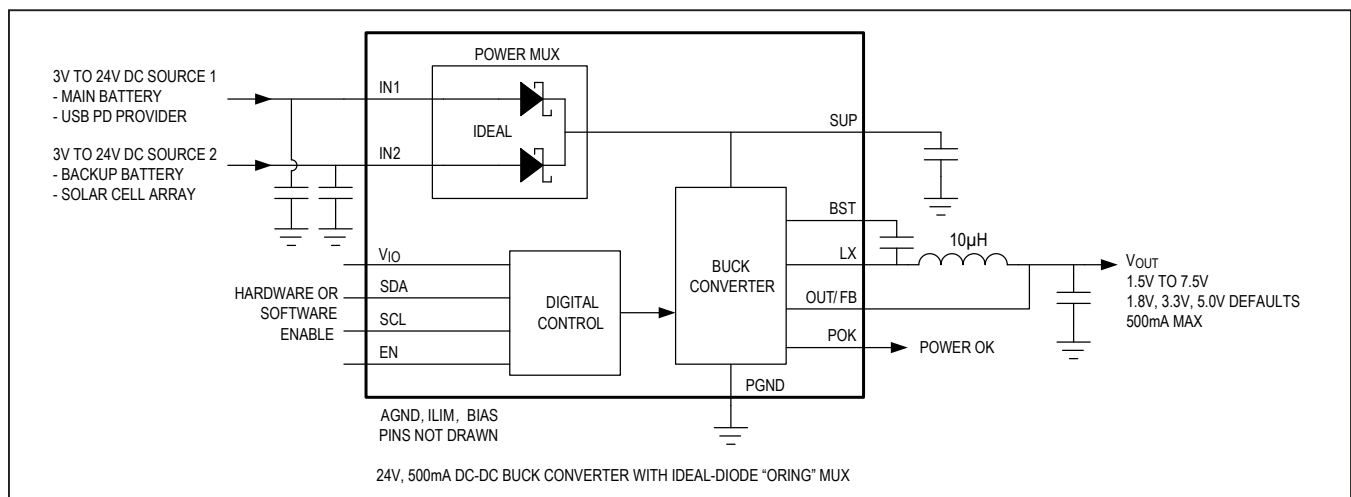 POWER MUX
3V TO 24V DC SOURCE 1
- MAIN BATTERY
- USB PD PROVIDER
IN1
IDEAL
SUP
3V TO 24V DC SOURCE 2
- BACKUP BATTERY
- SOLAR CELL ARRAY
IN2
BST
10µH
LX
BUCK
CONVERTER
VOUT
1.5V TO 7.5V
1.8V, 3.3V, 5.0V DEFAULTS
500mA MAX
OUT/FB
POK
POWER OK
PGND
VIO
SDA
HARDWARE OR
SOFTWARE
ENABLE
SCL
EN
DIGITAL
CONTROL
AGND, ILIM, BIAS
PINS NOT DRAWN
24V, 500mA DC-DC BUCK CONVERTER WITH IDEAL-DIODE “ORING” MUX